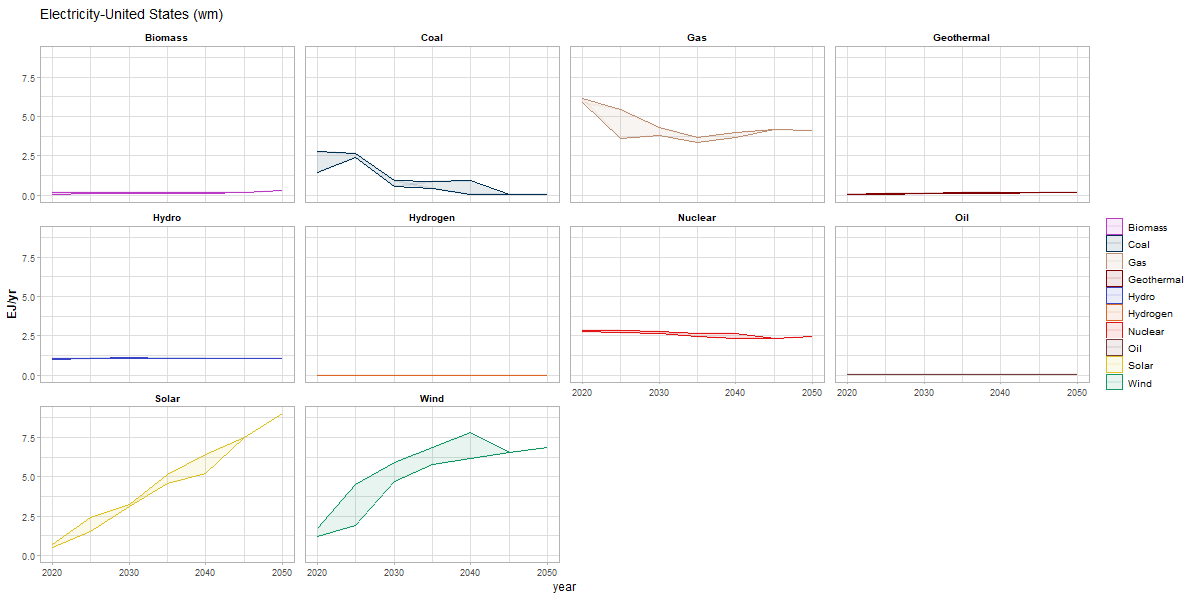 Electricity-United States (wm)
Biomass Coal Gas Geothermal
7.5
5.0
2.5
0.0
Hydro Hydrogen Nuclear Oil
7.5
5.0
2.5
0.0
2020 2030 2040 2050 2020 2030 2040 2050
Solar Wind
7.5
5.0
2.5
0.0
2020 2030 2040 2050 2020 2030 2040 2050
EJ/yr
year
Biomass
Coal
Gas
Geothermal
Hydro
Hydrogen
Nuclear
Oil
Solar
Wind